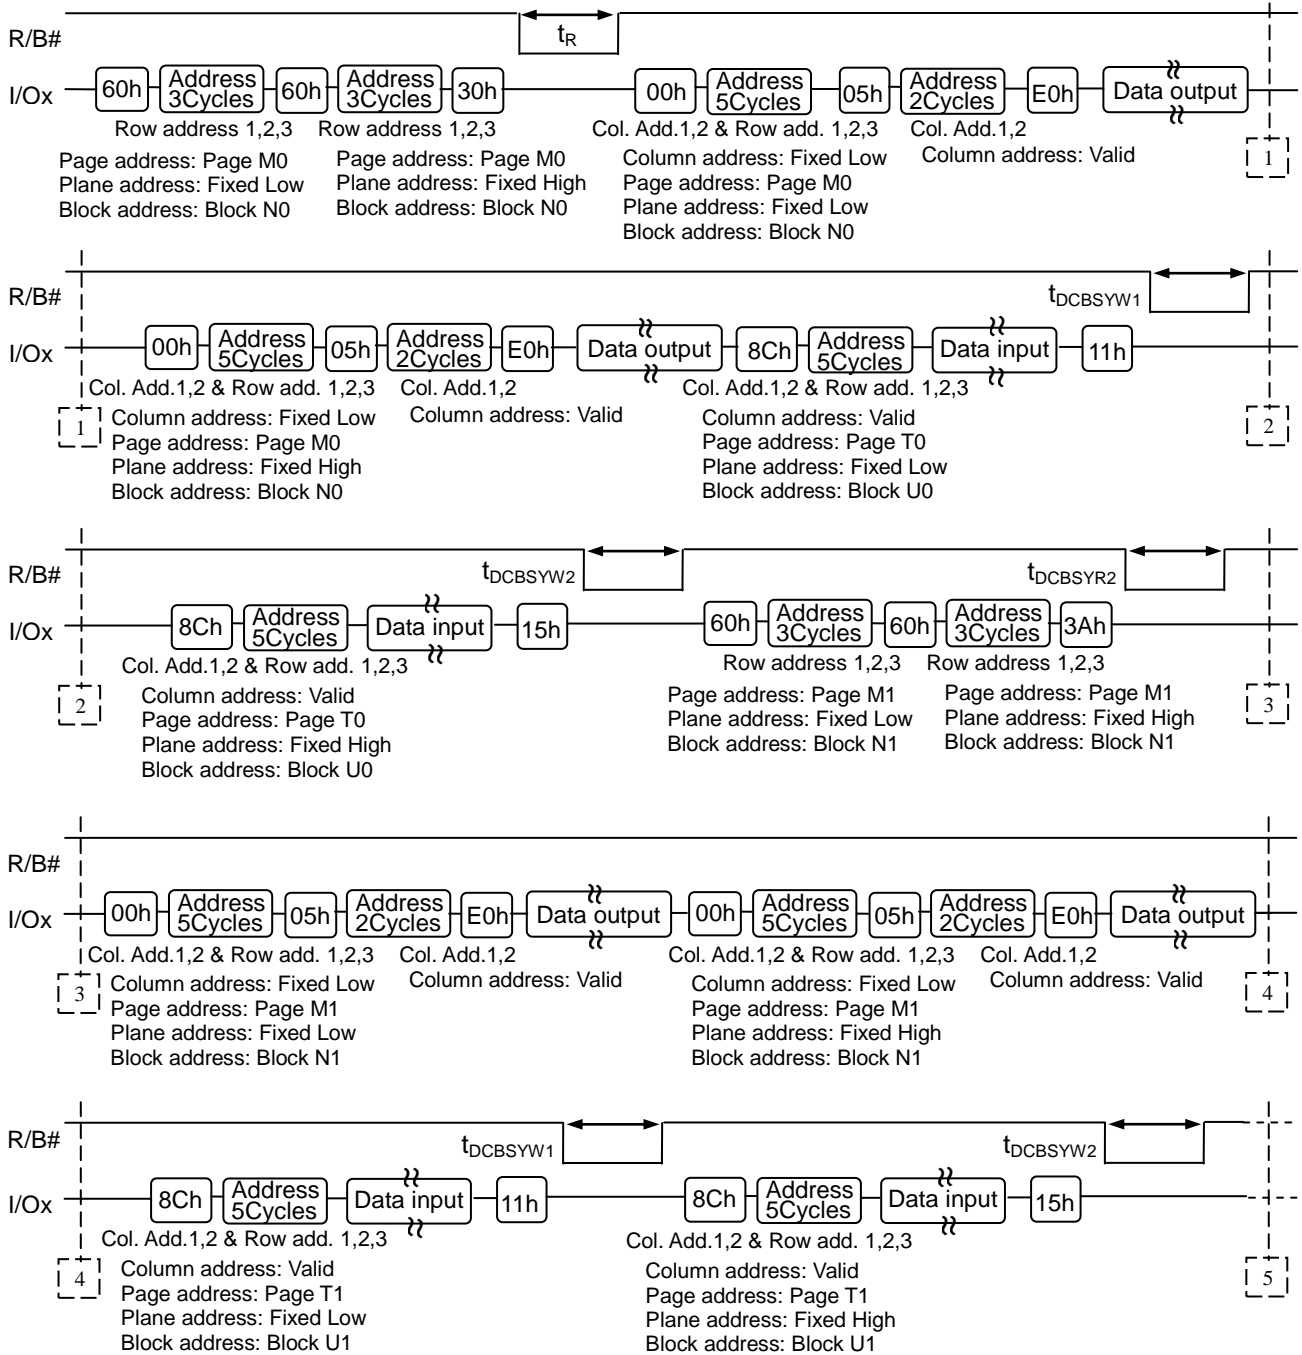 R/B#
tR
I/Ox
60h Address 3Cycles 60h Address 3Cycles 30h 00h Address 5Cycles 05h Address 2Cycles E0h Data output
Row address 1,2,3 Row address 1,2,3 Col. Add.1,2 & Row add. 1,2,3 Col. Add.1,2
Page address: Page M0
Plane address: Fixed Low
Block address: Block N0
Page address: Page M0
Plane address: Fixed High
Block address: Block N0
Column address: Fixed Low
Page address: Page M0
Plane address: Fixed Low
Block address: Block N0
Column address: Valid
1
R/B#
tDCBSYW1
I/Ox
00h Address 5Cycles 05h Address 2Cycles E0h Data output 8Ch Address 5Cycles Data input 11h
Col. Add.1,2 & Row add. 1,2,3 Col. Add.1,2 Col. Add.1,2 & Row add. 1,2,3
1
Column address: Fixed Low
Page address: Page M0
Plane address: Fixed High
Block address: Block N0
Column address: Valid
Column address: Valid
Page address: Page T0
Plane address: Fixed Low
Block address: Block U0
2
R/B#
tDCBSYW2
tDCBSYR2
I/Ox
8Ch Address 5Cycles Data input 15h 60h Address 3Cycles 60h Address 3Cycles 3Ah
Col. Add.1,2 & Row add. 1,2,3 Row address 1,2,3 Row address 1,2,3
2
Column address: Valid
Page address: Page T0
Plane address: Fixed High
Block address: Block U0
Page address: Page M1
Plane address: Fixed Low
Block address: Block N1
Page address: Page M1
Plane address: Fixed High
Block address: Block N1
3
R/B#
I/Ox
00h Address 5Cycles 05h Address 2Cycles E0h Data output 00h Address 5Cycles 05h Address 2Cycles E0h Data output
Col. Add.1,2 & Row add. 1,2,3 Col. Add.1,2 Col. Add.1,2 & Row add. 1,2,3 Col. Add.1,2
3
Column address: Fixed Low
Page address: Page M1
Plane address: Fixed Low
Block address: Block N1
Column address: Valid
Column address: Fixed Low
Page address: Page M1
Plane address: Fixed High
Block address: Block N1
Column address: Valid
4
R/B#
tDCBSYW1
tDCBSYW2
I/Ox
8Ch Address 5Cycles Data input 11h 8Ch Address 5Cycles Data input 15h
Col. Add.1,2 & Row add. 1,2,3 Col. Add.1,2 & Row add. 1,2,3
4
Column address: Valid
Page address: Page T1
Plane address: Fixed Low
Block address: Block U1
Column address: Valid
Page address: Page T1
Plane address: Fixed High
Block address: Block U1
5